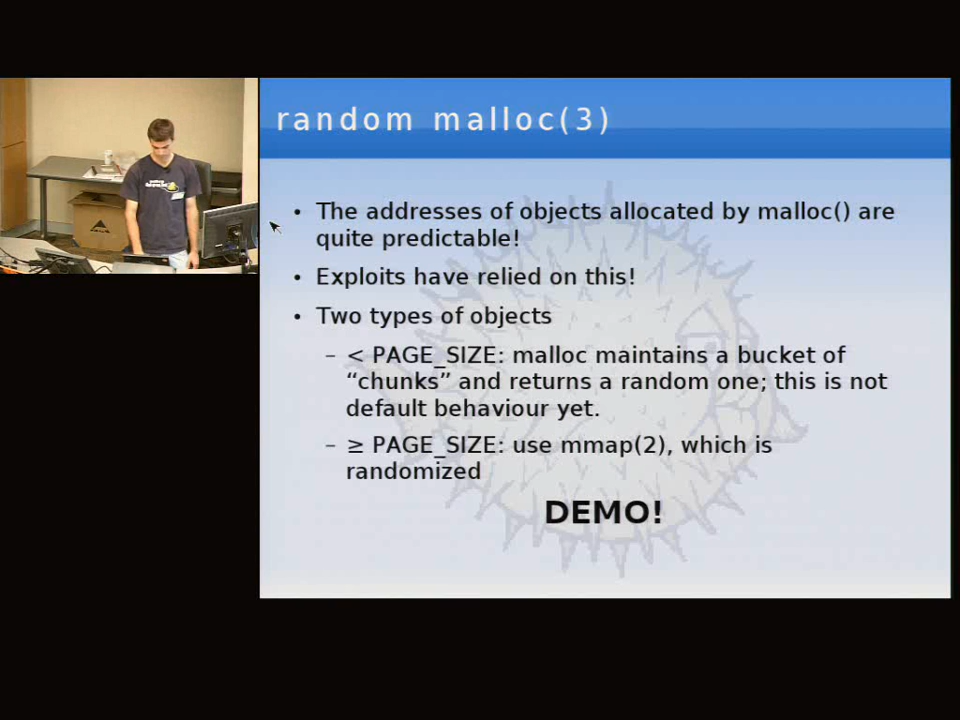 random malloc(3)
• The addresses of objects allocated by malloc() are
quite predictable!
• Exploits have relied on this!
• Two types of objects
– < PAGE_SIZE: malloc maintains a bucket of
“chunks” and returns a random one; this is not
default behaviour yet.
– ≥ PAGE_SIZE: use mmap(2), which is
randomized
DEMO!